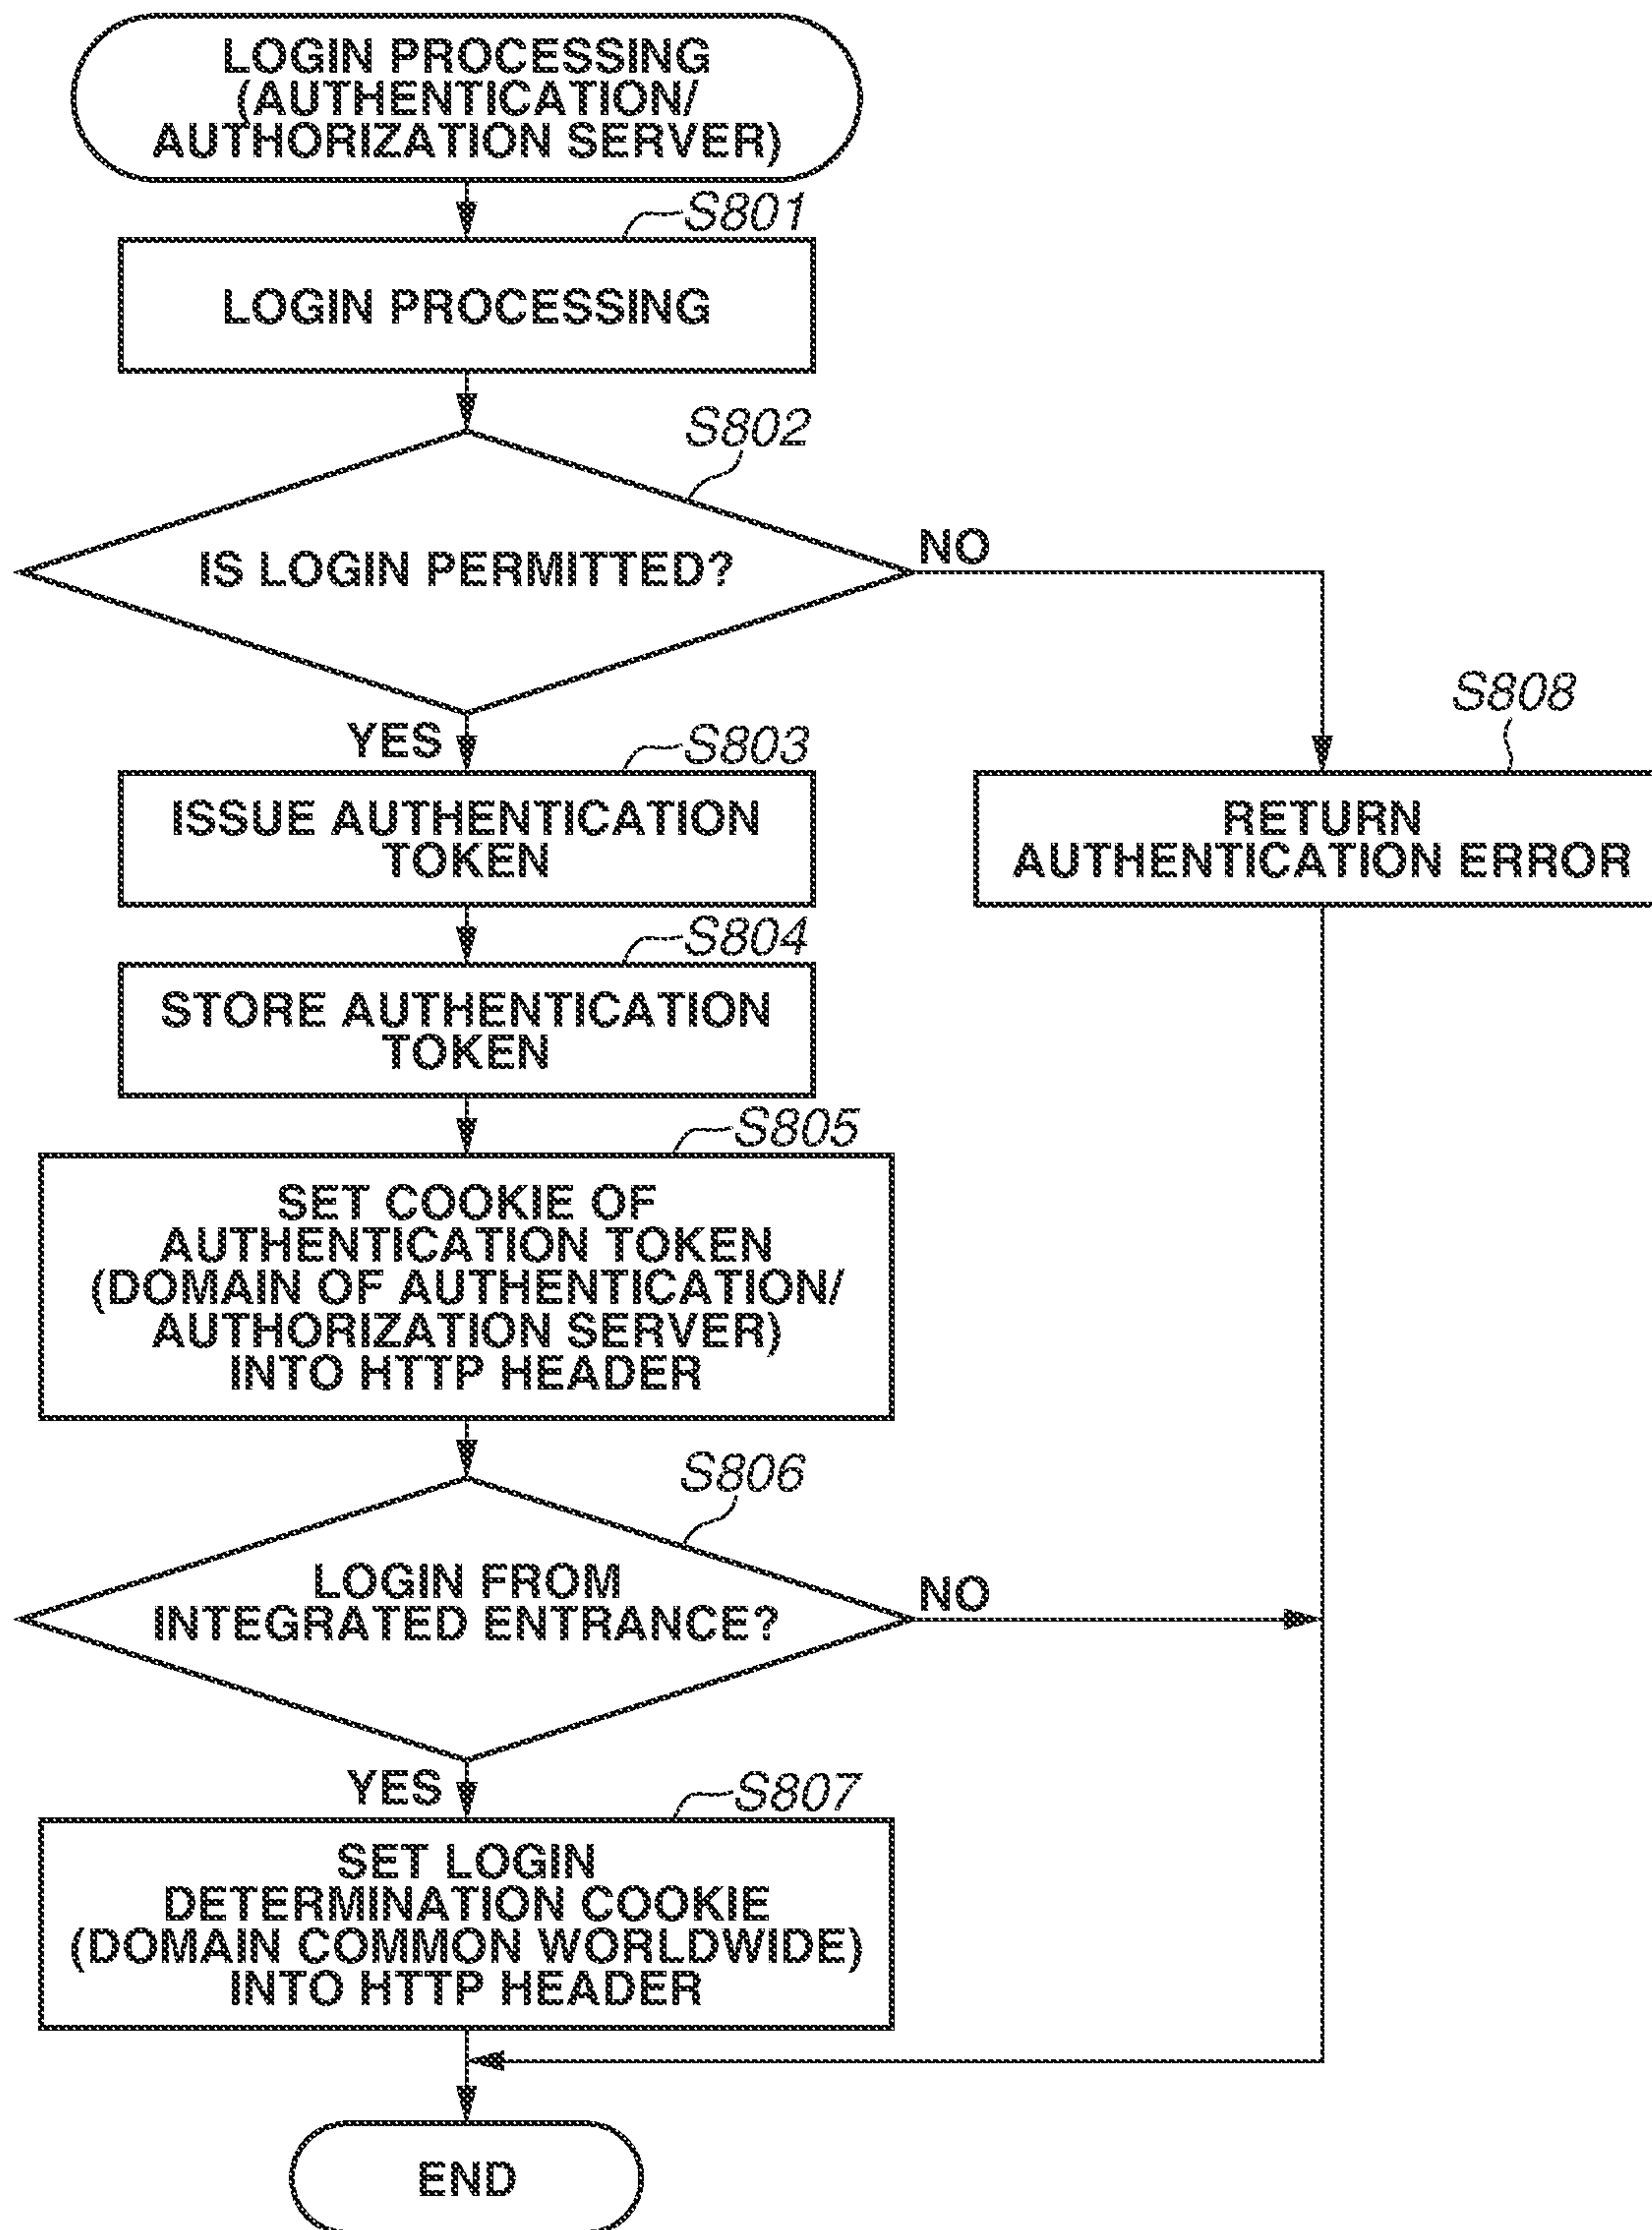 LOGIN PROCESSING
(AUTHENTICATION/
AUTHORIZATION SERVER)
S801
LOGIN PROCESSING
S802
IS LOGIN PERMITTED?
NO
YES
S803
ISSUE AUTHENTICATION
TOKEN
S808
RETURN
AUTHENTICATION ERROR
S804
STORE AUTHENTICATION
TOKEN
S805
SET COOKIE OF
AUTHENTICATION TOKEN
(DOMAIN OF AUTHENTICATION/
AUTHORIZATION SERVER)
INTO HTTP HEADER
S806
LOGIN FROM
INTEGRATED ENTRANCE?
NO
YES
S807
SET LOGIN
DETERMINATION COOKIE
(DOMAIN COMMON WORLDWIDE)
INTO HTTP HEADER
END